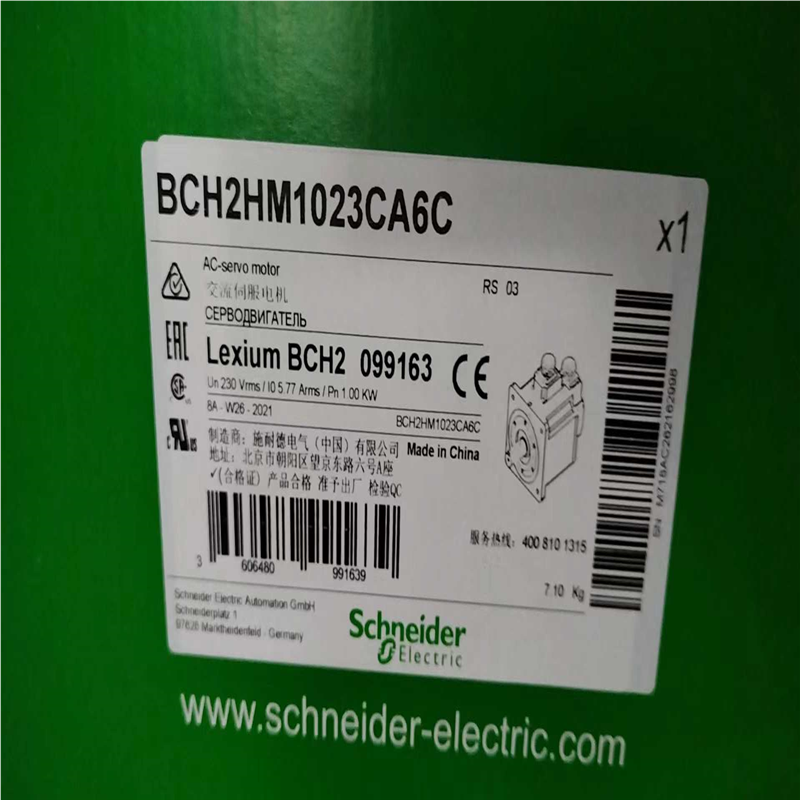 BCH2HM1023CA6C
x1
AC-servo motor
RS 03
交流伺服电机
СЕРВОДВИГАТЕЛЬ
EAC
Lexium BCH2 099163 CE
Un 230 Vrms / I0 5.77 Arms / Pn 1.00 KW
8A - W26 - 2021
BCH2HM1023CA6C
制造商：施耐德电气（中国）有限公司 Made in China
地址：北京市朝阳区望京东路六号A座
✓(合格证) 产品合格 准予出厂 检验QC
服务热线：400 810 1315
3 606480 991639
7.10 Kg
SN
Schneider Electric Automation GmbH
Schneiderplatz 1
97828 Marktheidenfeld - Germany
Schneider
Electric
www.schneider-electric.com